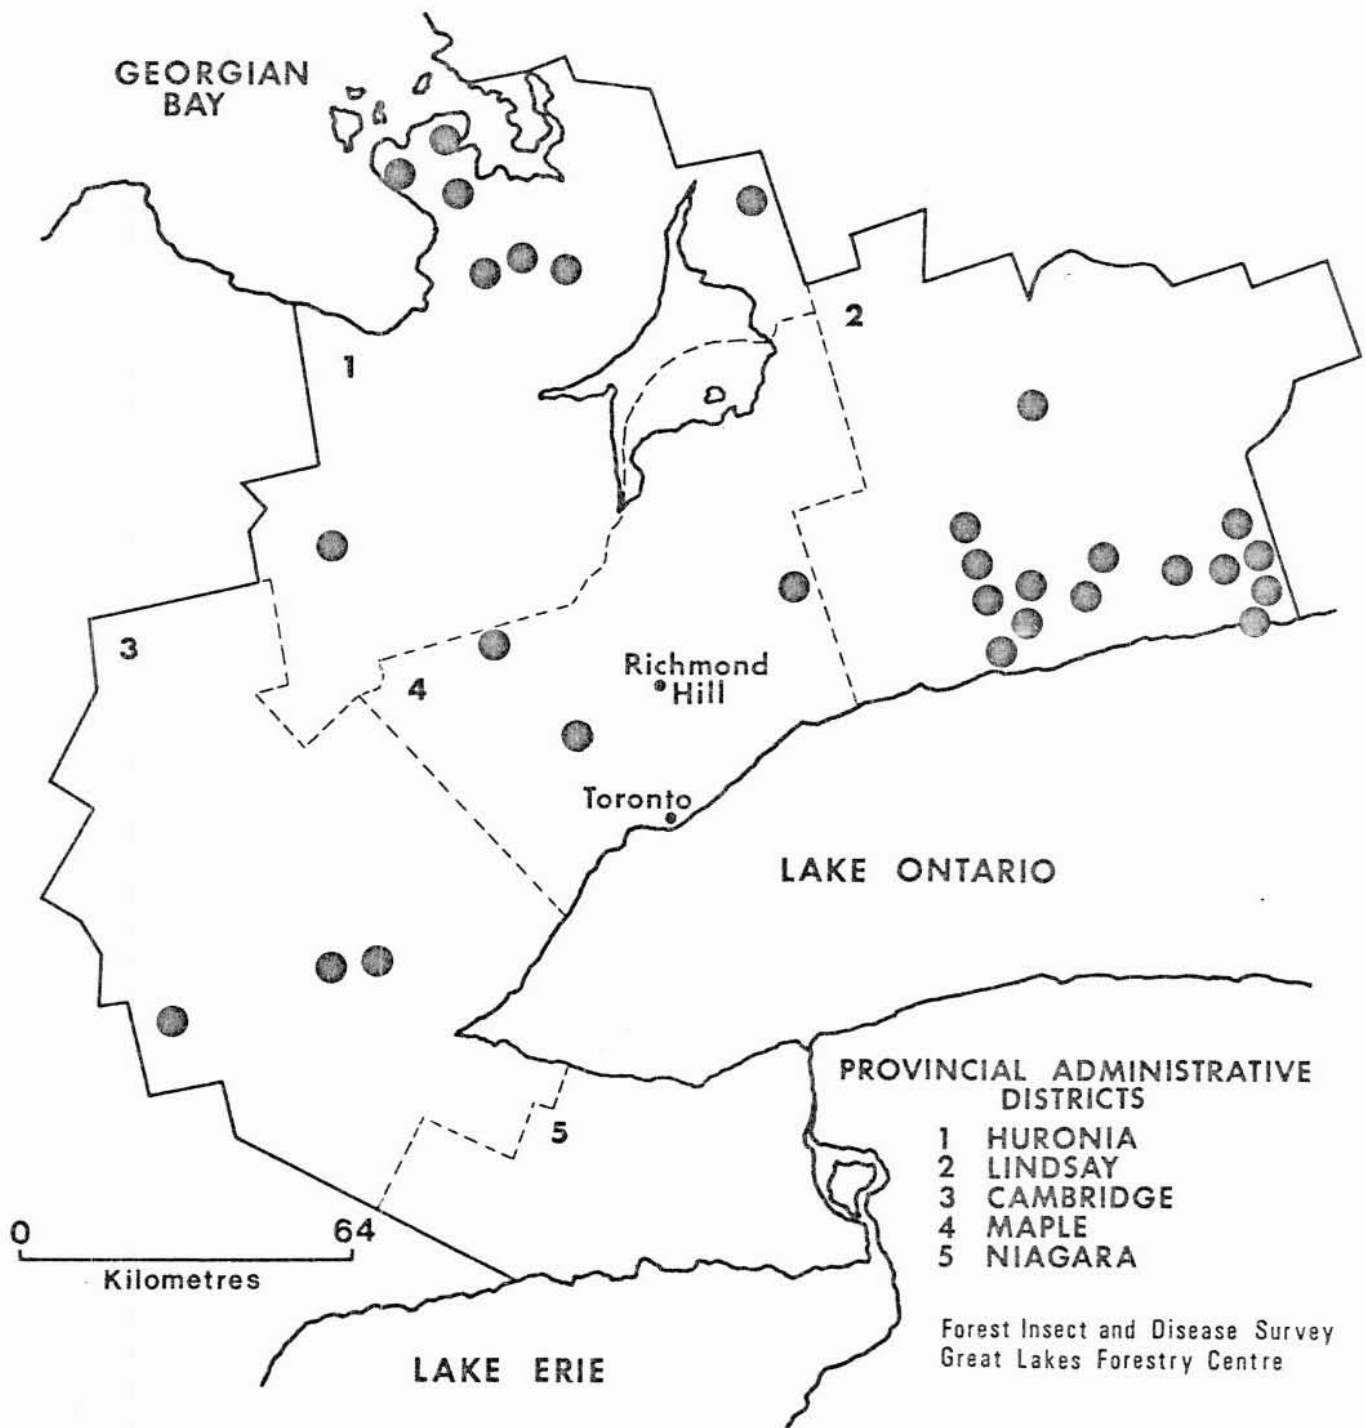 GEORGIAN
BAY
1
2
3
4
Richmond
Hill
Toronto
LAKE ONTARIO
5
PROVINCIAL ADMINISTRATIVE
DISTRICTS
1 HURONIA
2 LINDSAY
3 CAMBRIDGE
4 MAPLE
5 NIAGARA
0 64
Kilometres
LAKE ERIE
Forest Insect and Disease Survey
Great Lakes Forestry Centre